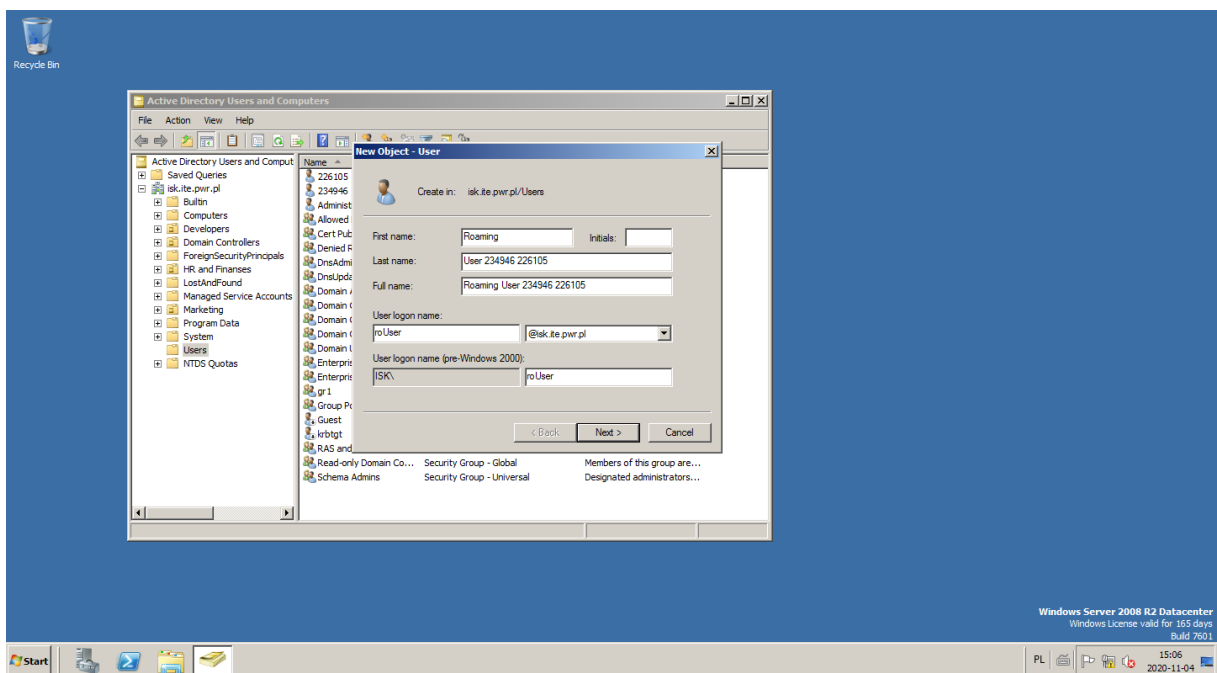 Recycle Bin
Active Directory Users and Computers
File Action View Help
Active Directory Users and Comput
Saved Queries
isk.ite.pwr.pl
Builtin
Computers
Developers
Domain Controllers
ForeignSecurityPrincipals
HR and Finanses
LostAndFound
Managed Service Accounts
Marketing
Program Data
System
Users
NTDS Quotas
Name
226105
234946
Administ
Allowed
Cert Pub
Denied R
DnsAdmi
DnsUpda
Domain
Domain
Domain
Domain
Domain
Enterpris
Enterpris
gr1
Group Po
Guest
krbtgt
RAS and
Read-only Domain Co... Security Group - Global Members of this group are...
Schema Admins Security Group - Universal Designated administrators...
New Object - User
Create in: isk.ite.pwr.pl/Users
First name: Roaming Initials:
Last name: User 234946 226105
Full name: Roaming User 234946 226105
User logon name:
roUser @isk.ite.pwr.pl
User logon name (pre-Windows 2000):
ISK\ roUser
< Back Next > Cancel
Windows Server 2008 R2 Datacenter
Windows License valid for 165 days
Build 7601
Start PL 15:06
2020-11-04